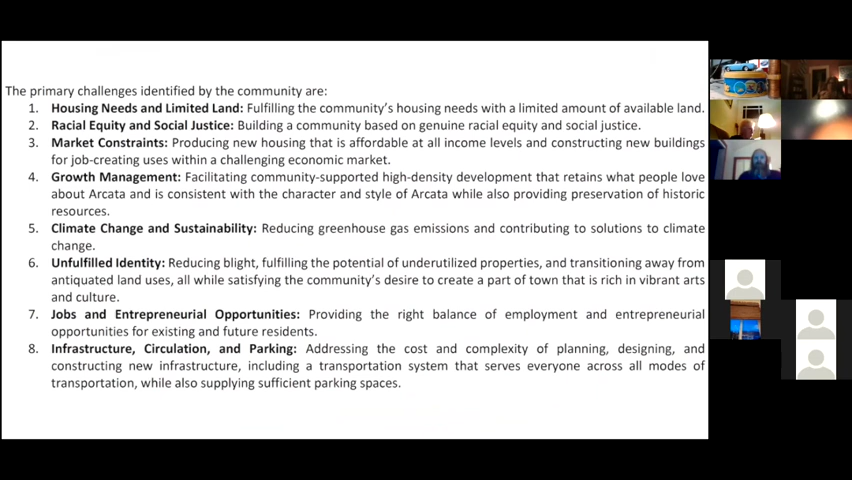 The primary challenges identified by the community are:
1. Housing Needs and Limited Land: Fulfilling the community's housing needs with a limited amount of available land.
2. Racial Equity and Social Justice: Building a community based on genuine racial equity and social justice.
3. Market Constraints: Producing new housing that is affordable at all income levels and constructing new buildings
for job-creating uses within a challenging economic market.
4. Growth Management: Facilitating community-supported high-density development that retains what people love
about Arcata and is consistent with the character and style of Arcata while also providing preservation of historic
resources.
5. Climate Change and Sustainability: Reducing greenhouse gas emissions and contributing to solutions to climate
change.
6. Unfulfilled Identity: Reducing blight, fulfilling the potential of underutilized properties, and transitioning away from
antiquated land uses, all while satisfying the community's desire to create a part of town that is rich in vibrant arts
and culture.
7. Jobs and Entrepreneurial Opportunities: Providing the right balance of employment and entrepreneurial
opportunities for existing and future residents.
8. Infrastructure, Circulation, and Parking: Addressing the cost and complexity of planning, designing, and
constructing new infrastructure, including a transportation system that serves everyone across all modes of
transportation, while also supplying sufficient parking spaces.